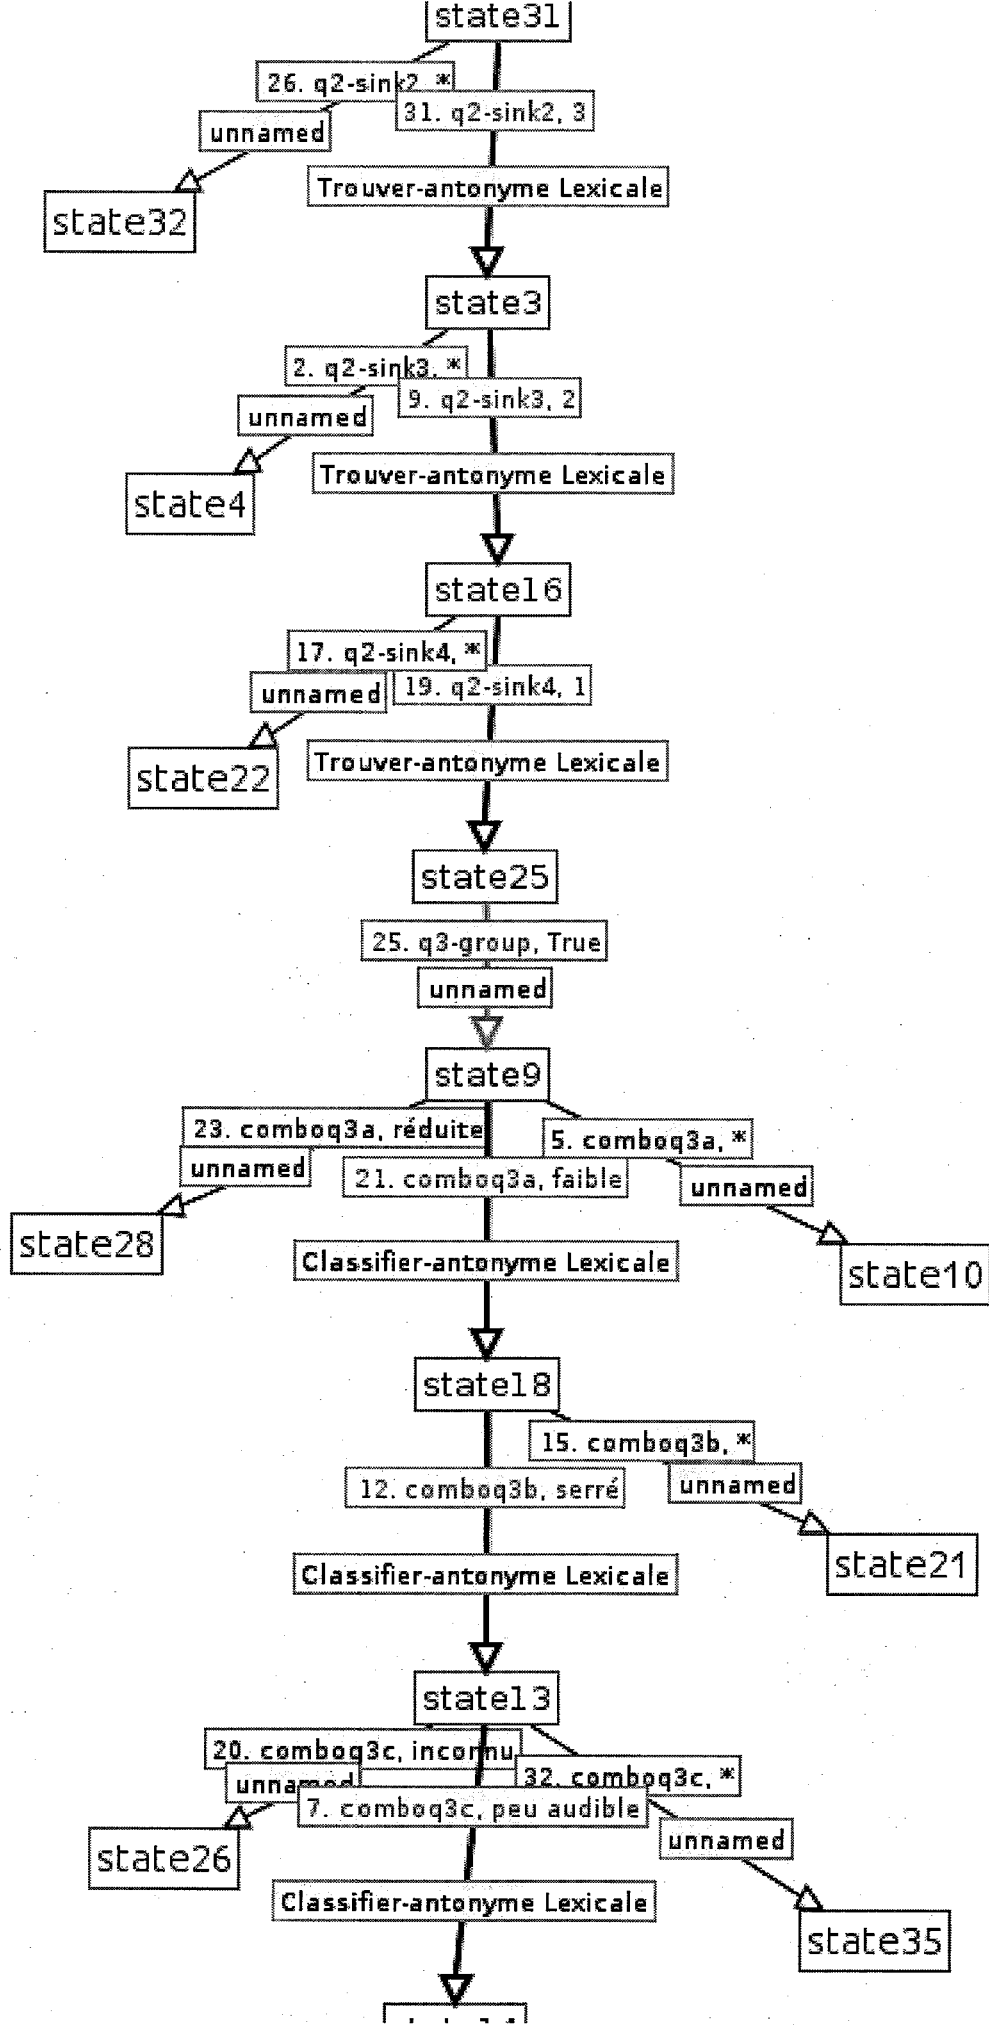 state31
26. q2-sink2, *
31. q2-sink2, 3
unnamed
Trouver-antonyme Lexicale
state32
state3
2. q2-sink3, *
9. q2-sink3, 2
unnamed
Trouver-antonyme Lexicale
state4
state16
17. q2-sink4, *
unnamed
19. q2-sink4, 1
Trouver-antonyme Lexicale
state22
state25
25. q3-group, True
unnamed
state9
23. comboq3a, réduite
5. comboq3a, *
unnamed
21. comboq3a, faible
unnamed
state28
Classifier-antonyme Lexicale
state10
state18
15. comboq3b, *
12. comboq3b, serré
unnamed
Classifier-antonyme Lexicale
state21
state13
20. comboq3c, inconnu
32. comboq3c, *
unnamed
7. comboq3c, peu audible
unnamed
state26
Classifier-antonyme Lexicale
state35